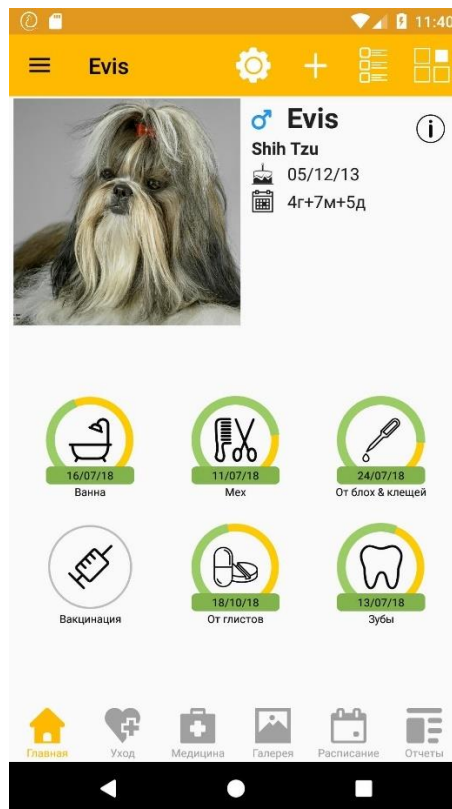 11:40
Evis
Evis
Shih Tzu
05/12/13
4г+7м+5д
16/07/18
Ванна
11/07/18
Мех
24/07/18
От блох & клещей
Вакцинация
18/10/18
От глистов
13/07/18
Зубы
Главная
Уход
Медицина
Галерея
Расписание
Отчеты